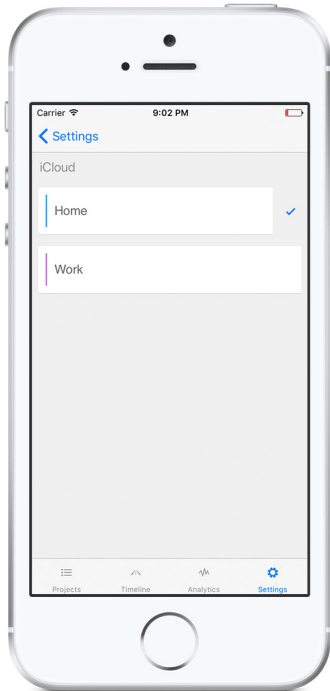 Carrier 9:02 PM
Settings
iCloud
Home
Work
Projects Timeline Analytics Settings